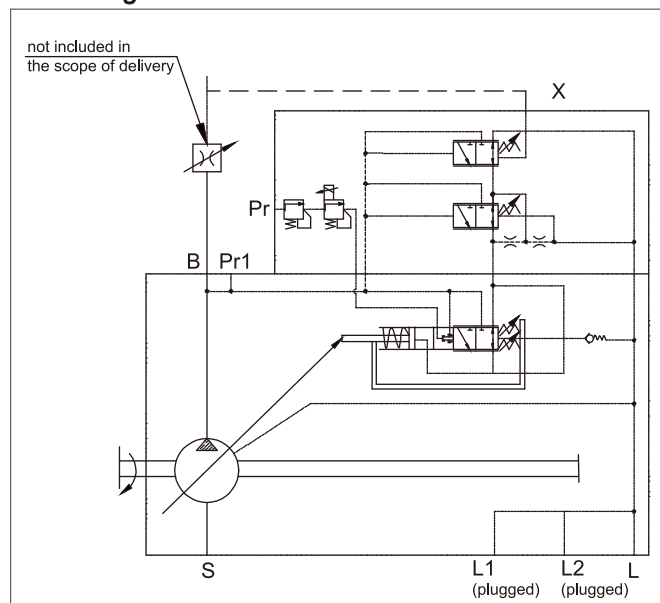 not included in
the scope of delivery
X
Pr
B Pr1
S
L1 L2 L
(plugged) (plugged)